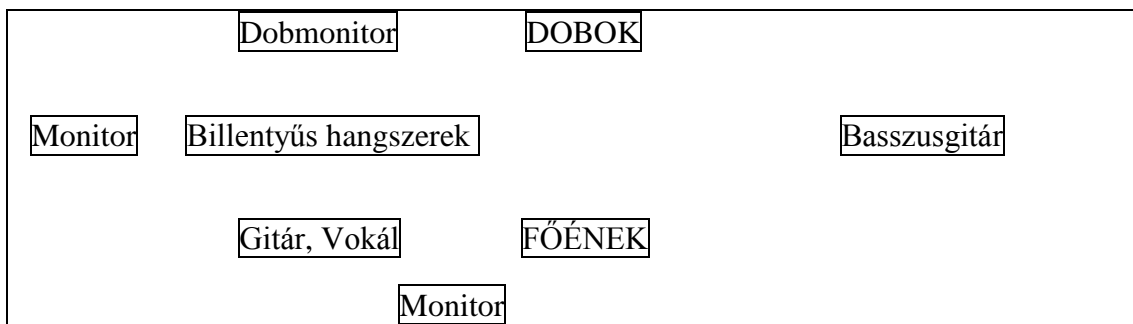 Dobmonitor DOBOK
Monitor Billentyűs hangszerek Basszusgitár
Gitár, Vokál FŐÉNEK
Monitor